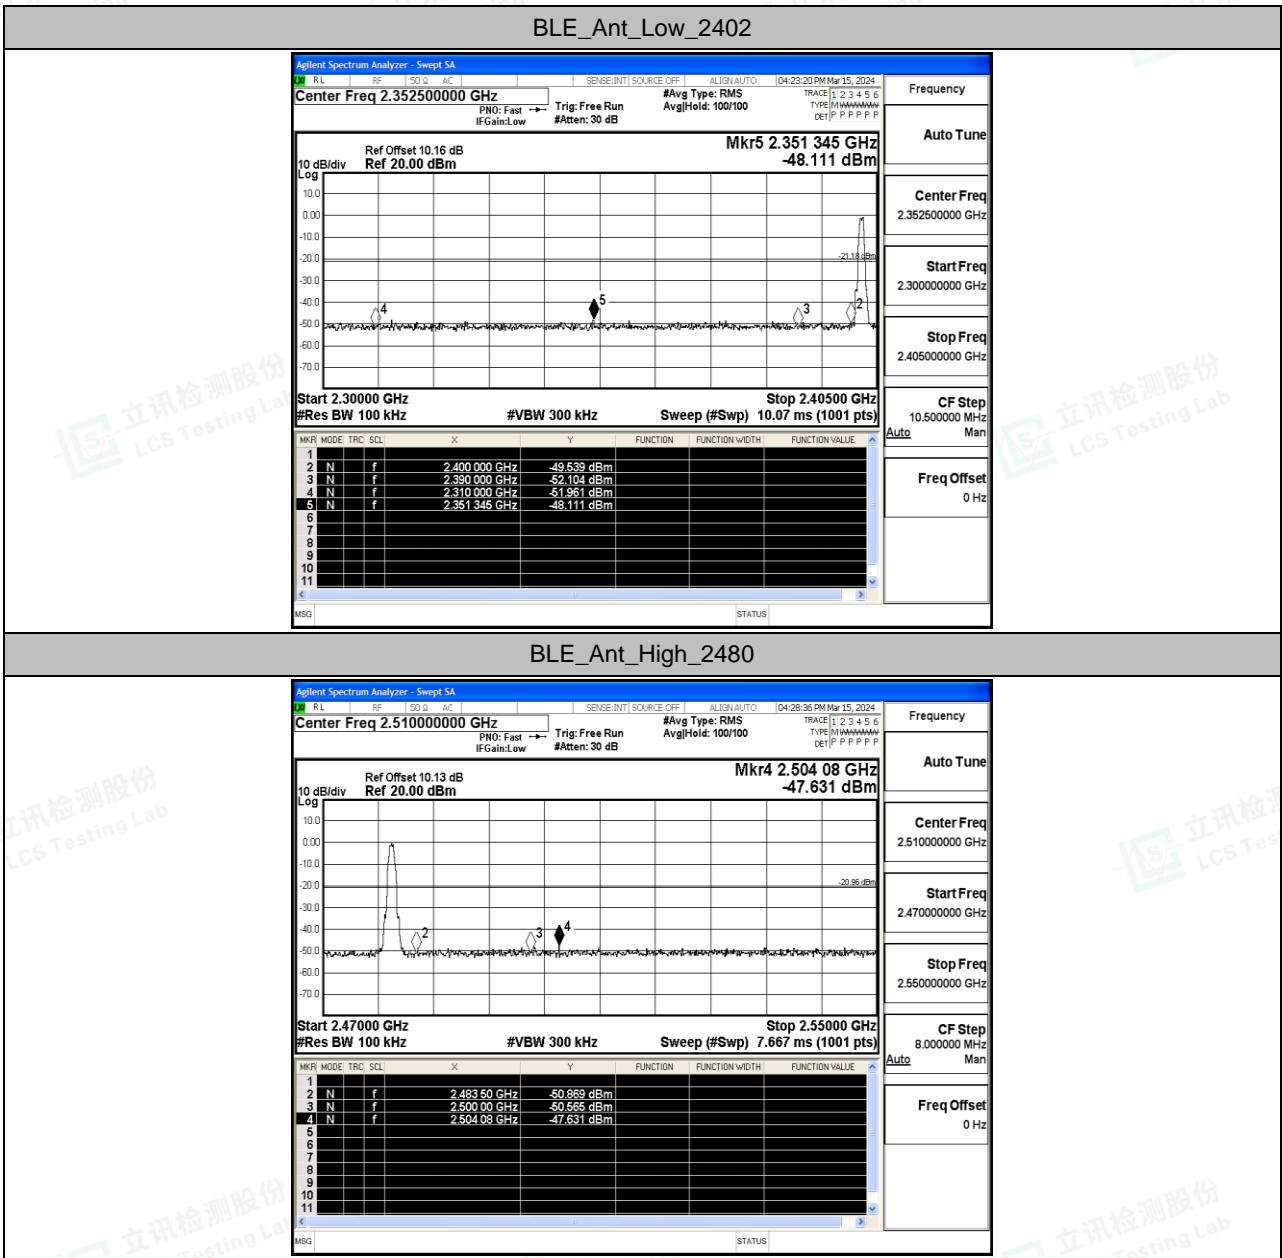 BLE_Ant_Low_2402
Agilent Spectrum Analyzer - Swept SA
RL RF 50 Ω AC SENSE:INT SOURCE OFF ALIGNAUTO 04:23:20 PM Mar 15, 2024
Center Freq 2.352500000 GHz
PNO: Fast
IFGain:Low
Trig: Free Run
#Atten: 30 dB
#Avg Type: RMS
Avg|Hold: 100/100
TRACE 1 2 3 4 5 6
TYPE M
DET P P P P P P
Frequency
Auto Tune
Mkr5 2.351 345 GHz
-48.111 dBm
Ref Offset 10.16 dB
10 dB/div Ref 20.00 dBm
Log
10.0
0.00
-10.0
-20.0
-30.0
-40.0
-50.0
-60.0
-70.0
-21.18 dBm
4
5
3
2
Center Freq
2.352500000 GHz
Start Freq
2.300000000 GHz
Stop Freq
2.405000000 GHz
CF Step
10.500000 MHz
Auto Man
Freq Offset
0 Hz
Start 2.30000 GHz Stop 2.40500 GHz
#Res BW 100 kHz #VBW 300 kHz Sweep (#Swp) 10.07 ms (1001 pts)
MKR MODE TRC SCL X Y FUNCTION FUNCTION WIDTH FUNCTION VALUE
1
2 N f 2.400 000 GHz -49.539 dBm
3 N f 2.390 000 GHz -52.104 dBm
4 N f 2.310 000 GHz -51.961 dBm
5 N f 2.351 345 GHz -48.111 dBm
6
7
8
9
10
11
MSG STATUS
BLE_Ant_High_2480
Agilent Spectrum Analyzer - Swept SA
RL RF 50 Ω AC SENSE:INT SOURCE OFF ALIGNAUTO 04:28:36 PM Mar 15, 2024
Center Freq 2.510000000 GHz
PNO: Fast
IFGain:Low
Trig: Free Run
#Atten: 30 dB
#Avg Type: RMS
Avg|Hold: 100/100
TRACE 1 2 3 4 5 6
TYPE M
DET P P P P P P
Frequency
Auto Tune
Mkr4 2.504 08 GHz
-47.631 dBm
Ref Offset 10.13 dB
10 dB/div Ref 20.00 dBm
Log
10.0
0.00
-10.0
-20.0
-30.0
-40.0
-50.0
-60.0
-70.0
-20.96 dBm
2
3
4
Center Freq
2.510000000 GHz
Start Freq
2.470000000 GHz
Stop Freq
2.550000000 GHz
CF Step
8.000000 MHz
Auto Man
Freq Offset
0 Hz
Start 2.47000 GHz Stop 2.55000 GHz
#Res BW 100 kHz #VBW 300 kHz Sweep (#Swp) 7.667 ms (1001 pts)
MKR MODE TRC SCL X Y FUNCTION FUNCTION WIDTH FUNCTION VALUE
1
2 N f 2.483 50 GHz -50.869 dBm
3 N f 2.500 00 GHz -50.565 dBm
4 N f 2.504 08 GHz -47.631 dBm
5
6
7
8
9
10
11
MSG STATUS
立讯检测股份
LCS Testing Lab
立讯检测股份
LCS Testing Lab
立讯检测股份
LCS Testing Lab